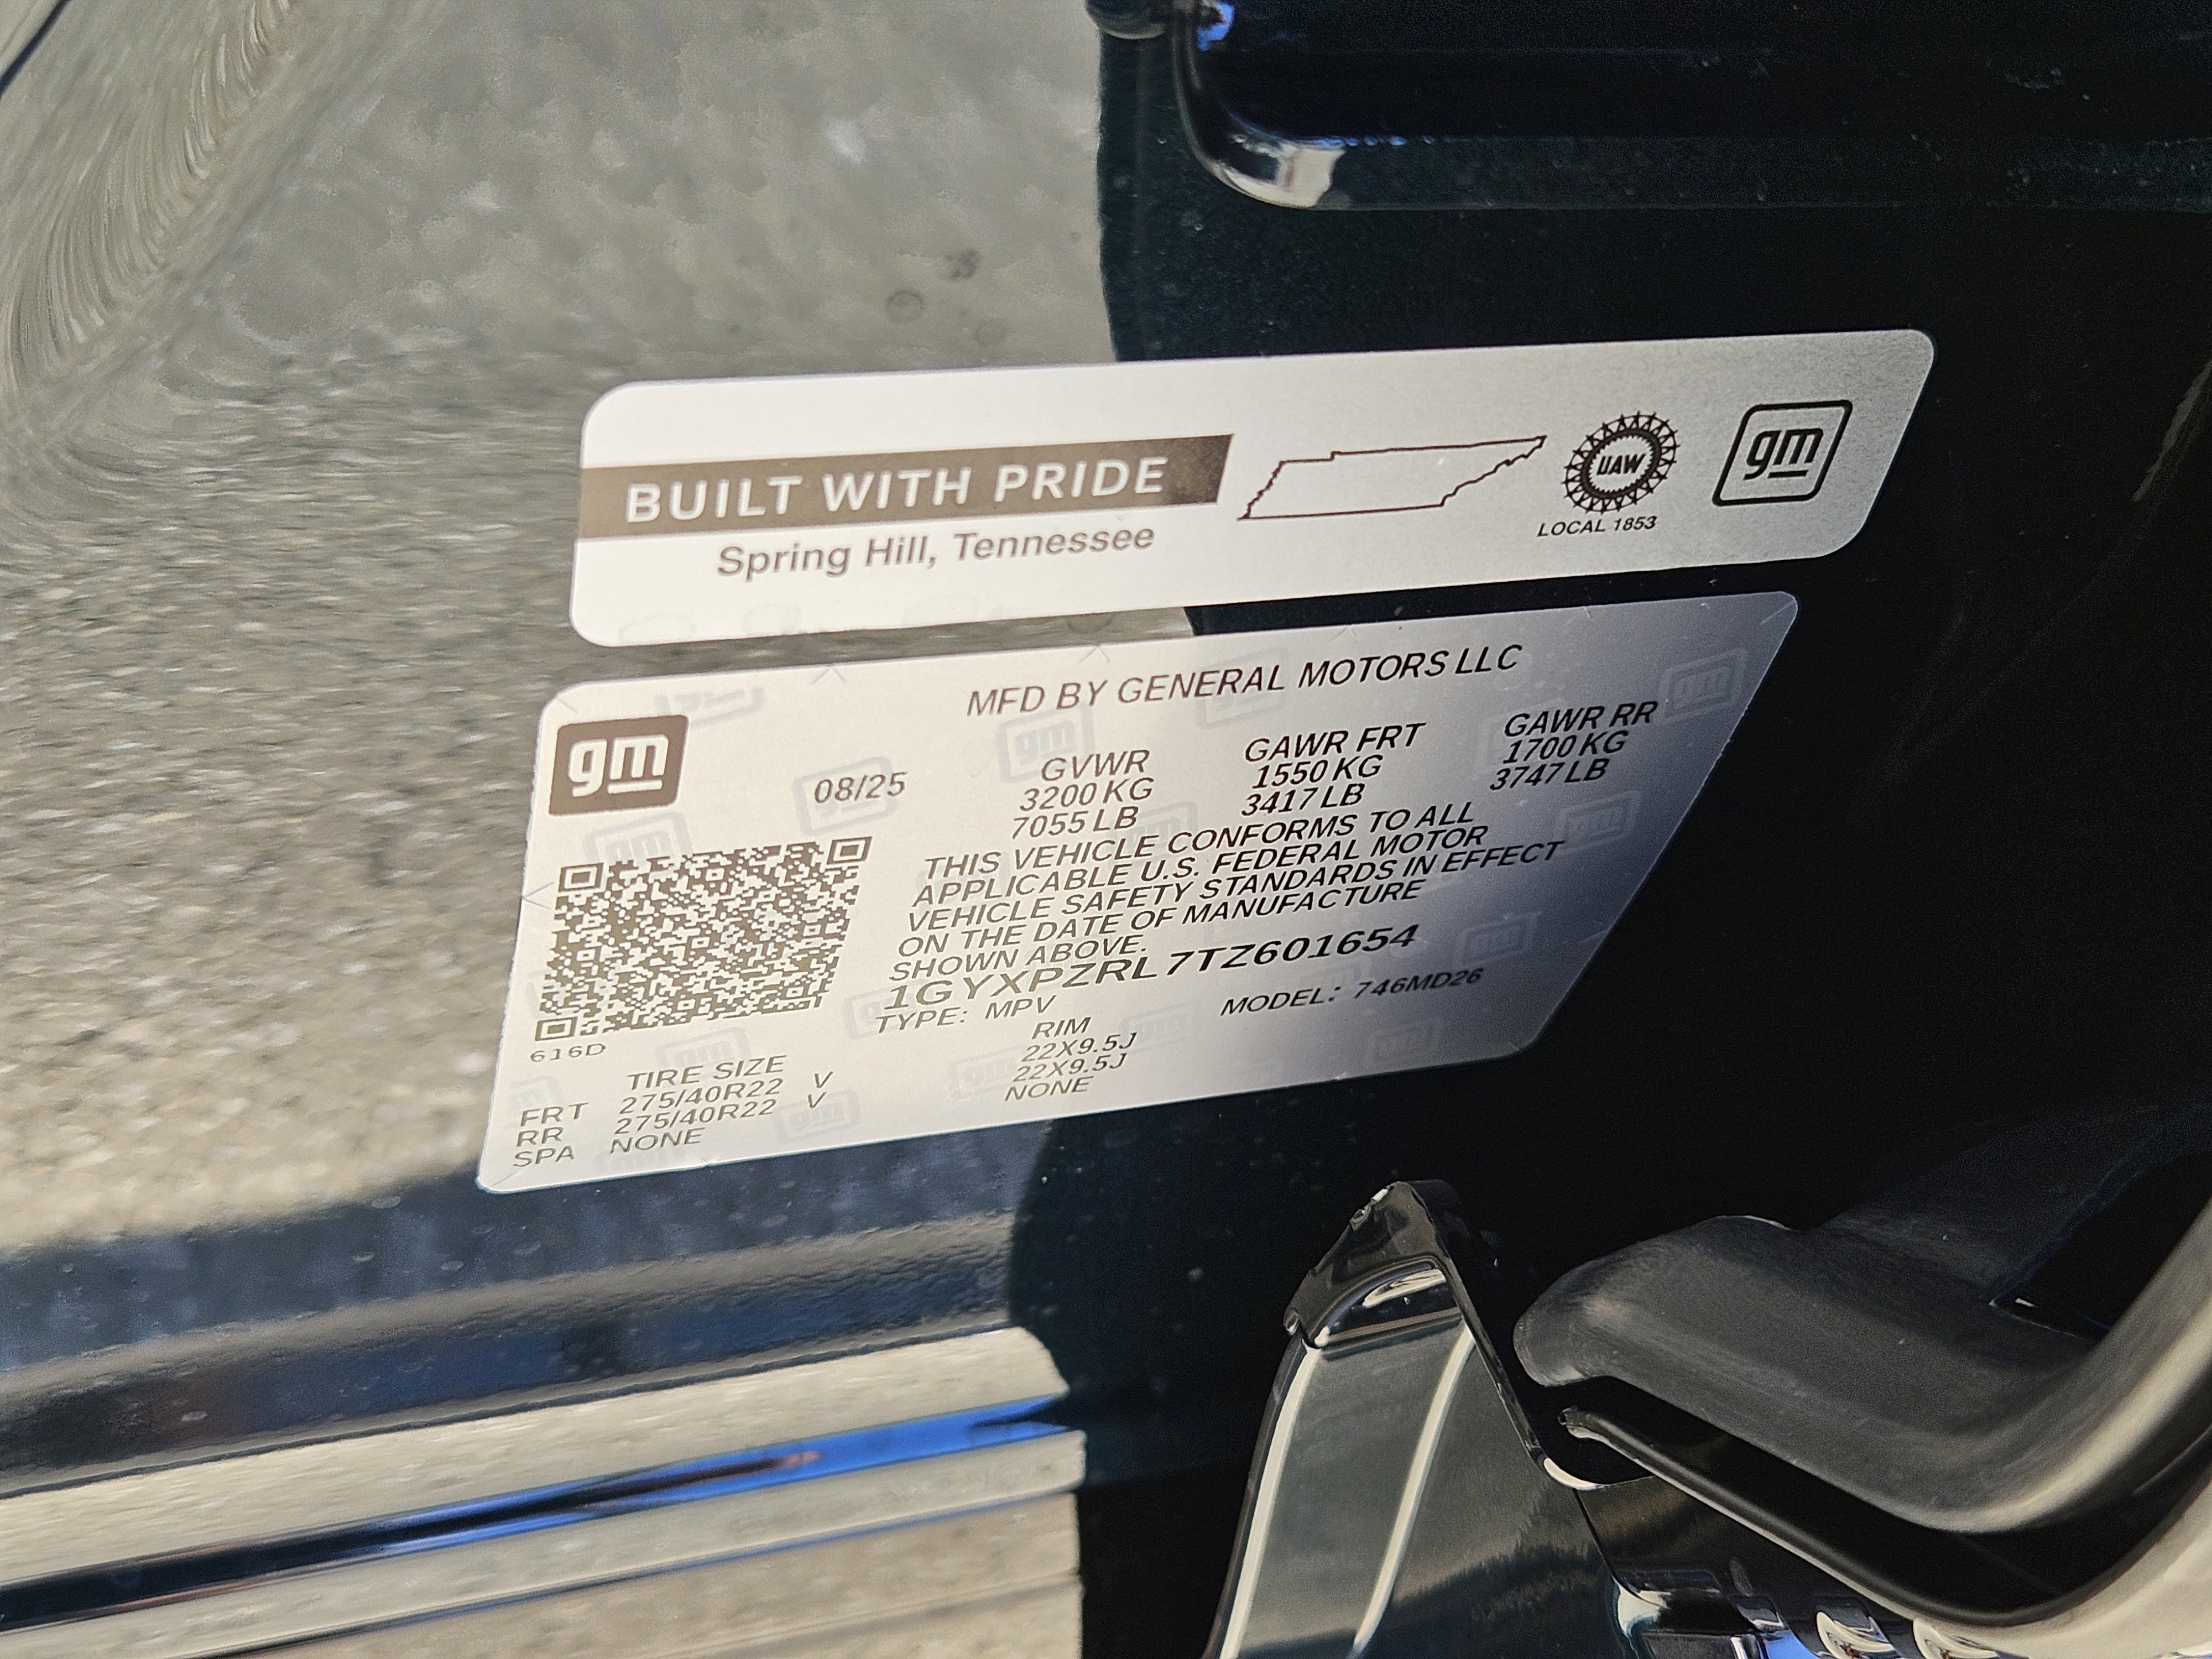 BUILT WITH PRIDE
Spring Hill, Tennessee
UAW
LOCAL 1853
gm
MFD BY GENERAL MOTORS LLC
gm
08/25
GVWR GAWR FRT GAWR RR
3200 KG 1550 KG 1700 KG
7055 LB 3417 LB 3747 LB
THIS VEHICLE CONFORMS TO ALL
APPLICABLE U.S. FEDERAL MOTOR
VEHICLE SAFETY STANDARDS IN EFFECT
ON THE DATE OF MANUFACTURE
SHOWN ABOVE.
1GYXPZRL7TZ601654
TYPE: MPV MODEL: 746MD26
616D
TIRE SIZE RIM
FRT 275/40R22 V 22X9.5J
RR 275/40R22 V 22X9.5J
SPA NONE NONE